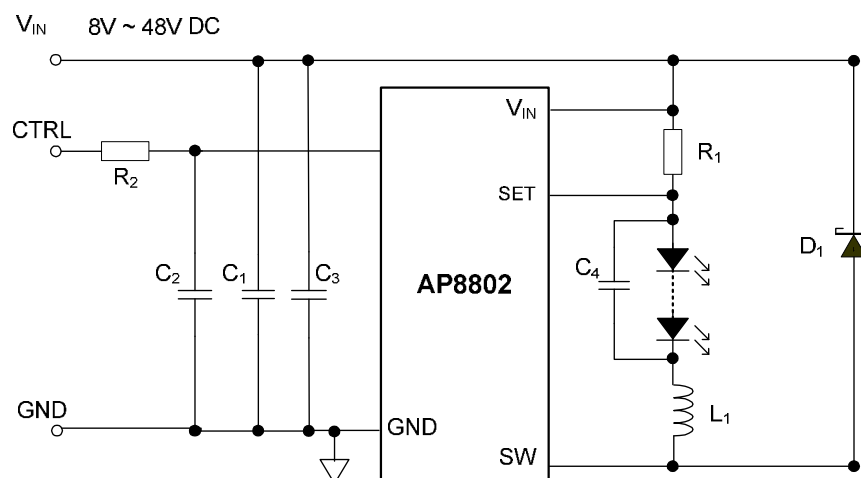 VIN 8V ~ 48V DC
CTRL
R2
C2
C1
C3
GND
AP8802
VIN
SET
GND
SW
R1
C4
L1
D1